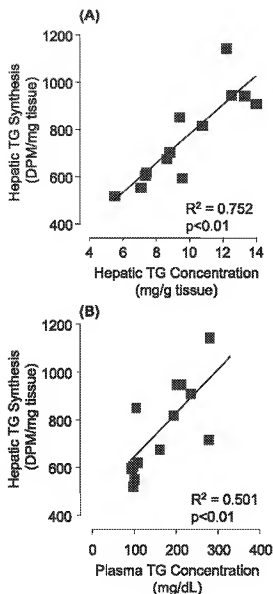 (A)
Hepatic TG Synthesis
(DPM/mg tissue)
1200
1000
800
600
400
R² = 0.752
p<0.01
4 6 8 10 12 14
Hepatic TG Concentration
(mg/g tissue)
(B)
Hepatic TG Synthesis
(DPM/mg tissue)
1200
1000
800
600
400
R² = 0.501
p<0.01
0 100 200 300 400
Plasma TG Concentration
(mg/dL)